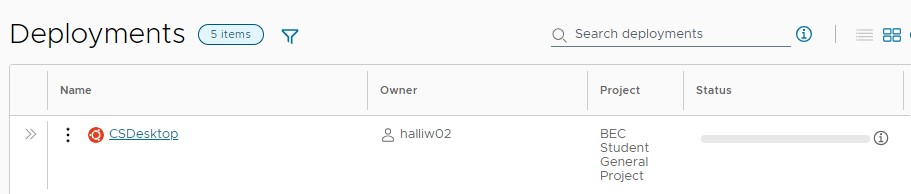 Deployments 5 items Search deployments
Name Owner Project Status
CSDesktop halliw02 BEC
Student
General
Project